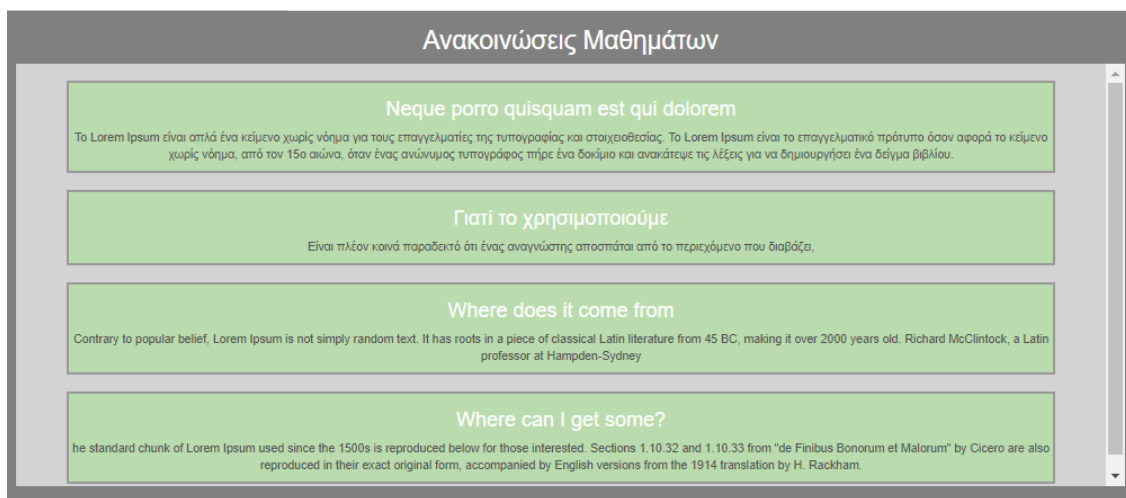 Ανακοινώσεις Μαθημάτων
Neque porro quisquam est qui dolorem
Το Lorem Ipsum είναι απλά ένα κείμενο χωρίς νόημα για τους επαγγελματίες της τυπογραφίας και στοιχειοθεσίας. Το Lorem Ipsum είναι το επαγγελματικό πρότυπο όσον αφορά το κείμενο
χωρίς νόημα, από τον 15ο αιώνα, όταν ένας ανώνυμος τυπογράφος πήρε ένα δοκίμιο και ανακάτεψε τις λέξεις για να δημιουργήσει ένα δείγμα βιβλίου.
Γιατί το χρησιμοποιούμε
Είναι πλέον κοινά παραδεκτό ότι ένας αναγνώστης αποσπάται από το περιεχόμενο που διαβάζει,
Where does it come from
Contrary to popular belief, Lorem Ipsum is not simply random text. It has roots in a piece of classical Latin literature from 45 BC, making it over 2000 years old. Richard McClintock, a Latin
professor at Hampden-Sydney
Where can I get some?
he standard chunk of Lorem Ipsum used since the 1500s is reproduced below for those interested. Sections 1.10.32 and 1.10.33 from "de Finibus Bonorum et Malorum" by Cicero are also
reproduced in their exact original form, accompanied by English versions from the 1914 translation by H. Rackham.